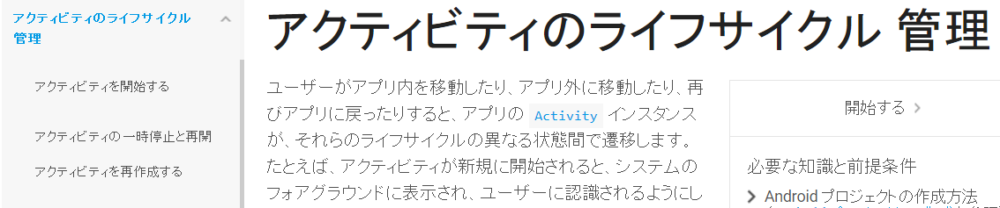 アクティビティのライフサイクル
管理
アクティビティを開始する
アクティビティの一時停止と再開
アクティビティを再作成する
アクティビティのライフサイクル 管理
ユーザーがアプリ内を移動したり、アプリ外に移動したり、再
びアプリに戻ったりすると、アプリの Activity インスタンス
が、それらのライフサイクルの異なる状態間で遷移します。
たとえば、アクティビティが新規に開始されると、システムの
フォアグラウンドに表示され、ユーザーに認識されるようにし
開始する
必要な知識と前提条件
Android プロジェクトの作成方法